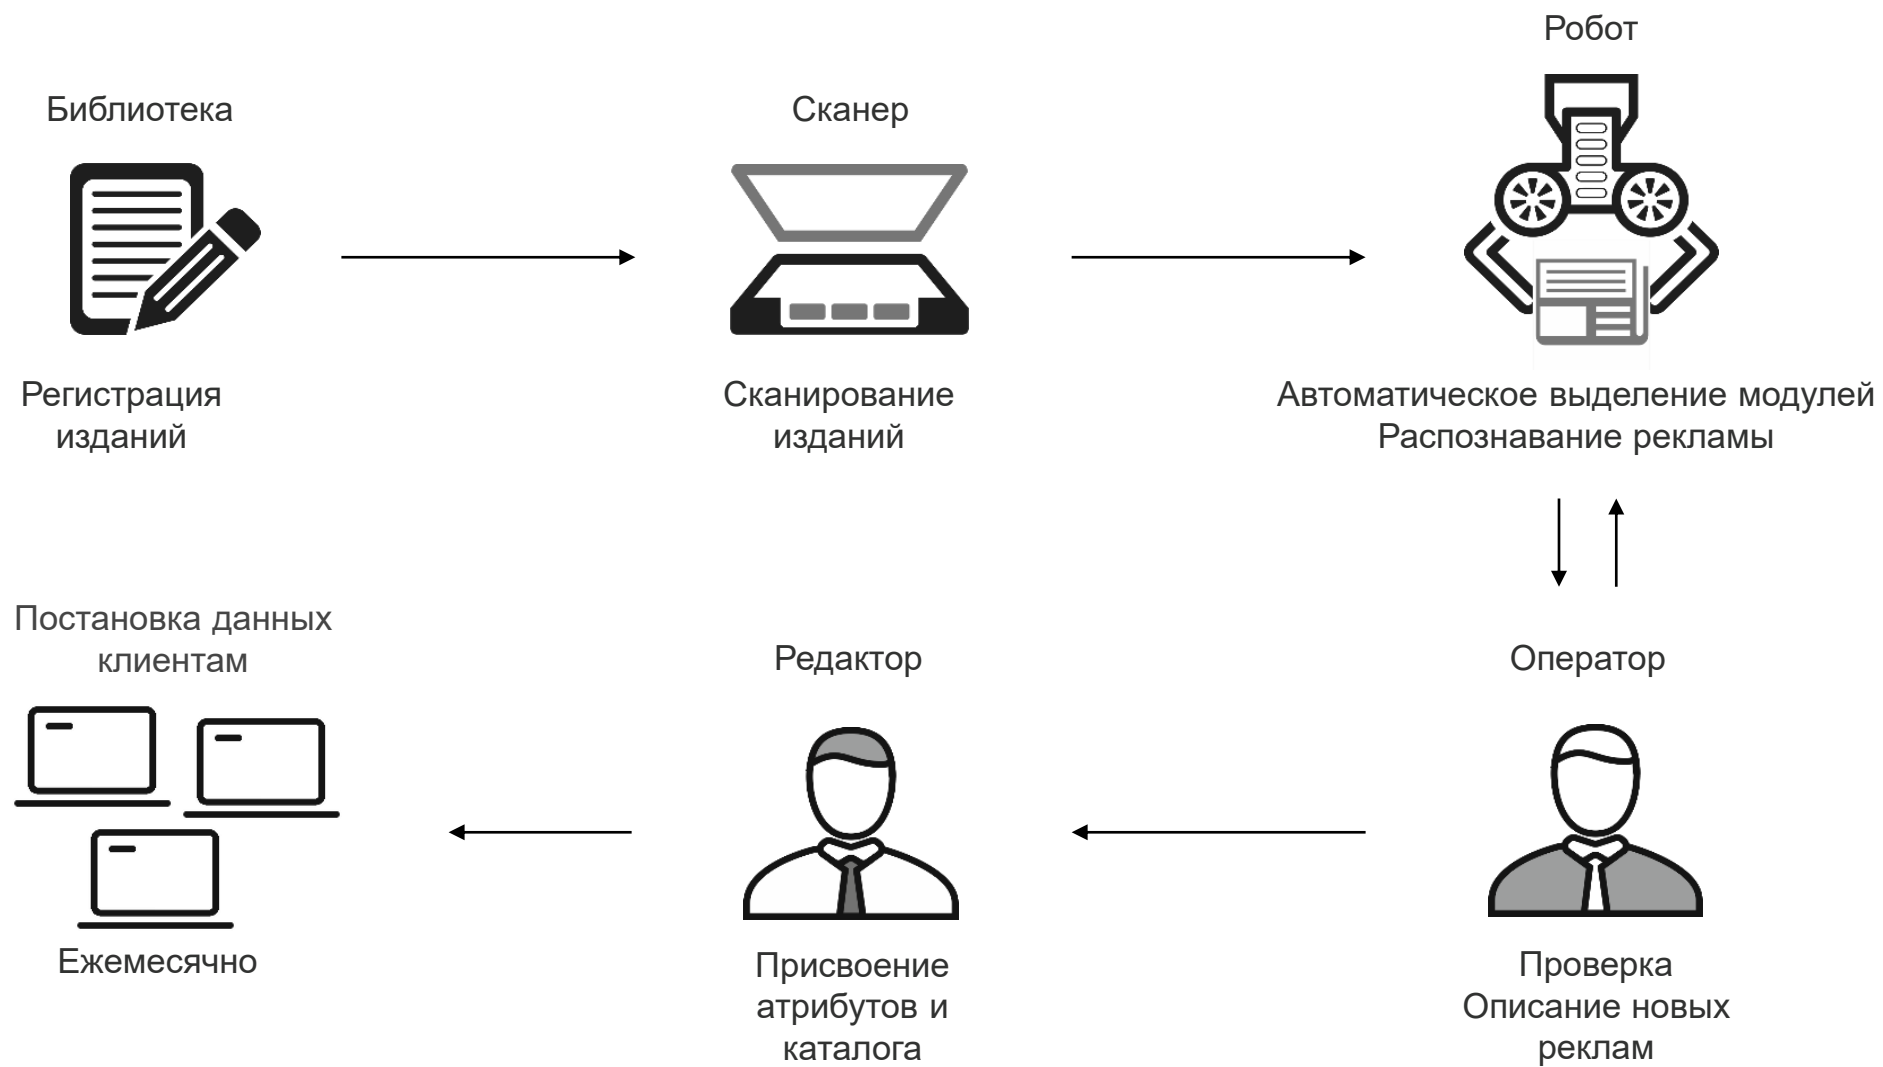 Робот
Библиотека
Сканер
Регистрация
изданий
Сканирование
изданий
Автоматическое выделение модулей
Распознавание рекламы
Постановка данных
клиентам
Редактор
Оператор
Ежемесячно
Присвоение
атрибутов и
каталога
Проверка
Описание новых
реклам